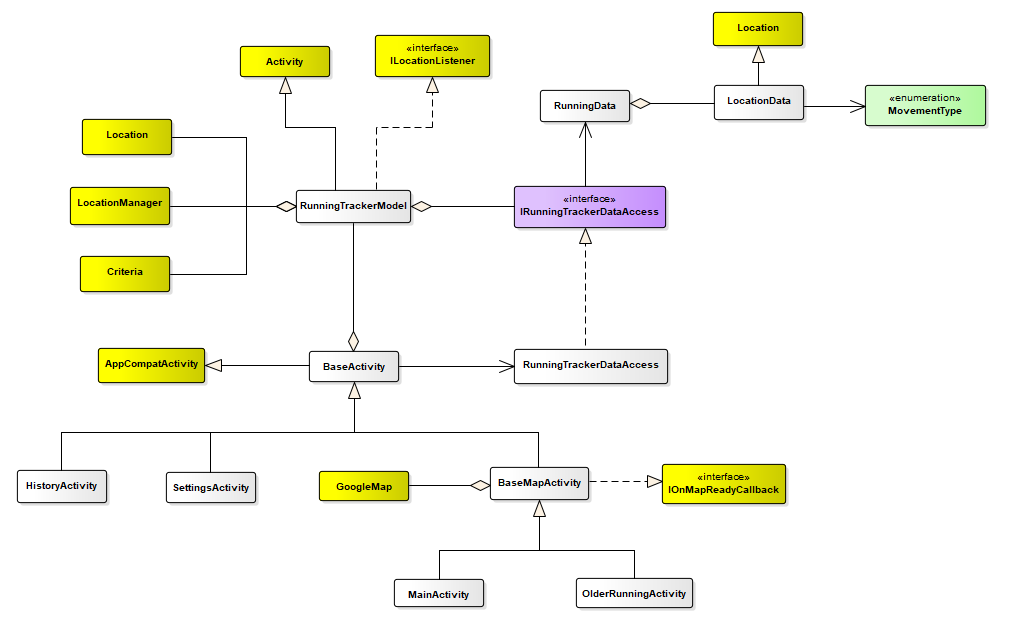 Location
«interface»
ILocationListener
Activity
RunningData
LocationData
«enumeration»
MovementType
Location
LocationManager
RunningTrackerModel
«interface»
IRunningTrackerDataAccess
Criteria
AppCompatActivity
BaseActivity
RunningTrackerDataAccess
HistoryActivity
SettingsActivity
GoogleMap
BaseMapActivity
«interface»
IOnMapReadyCallback
MainActivity
OlderRunningActivity